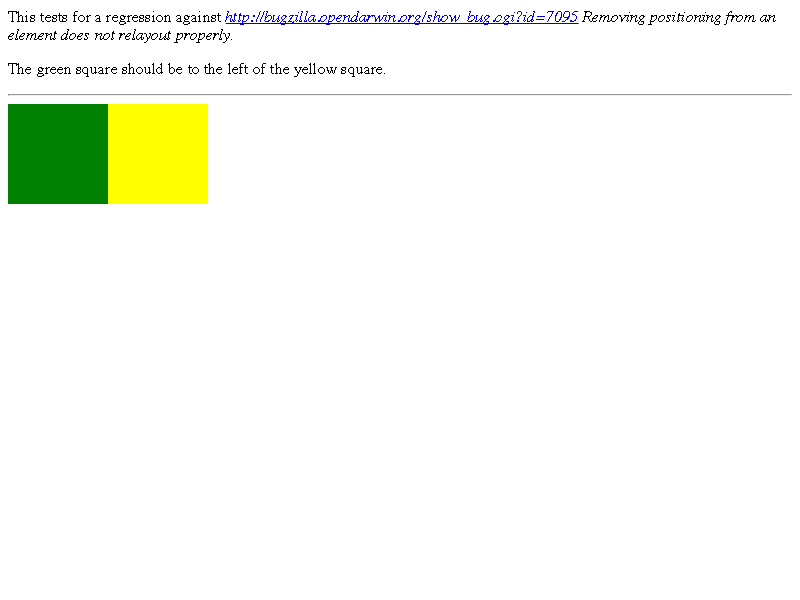 This tests for a regression against http://bugzilla.opendarwin.org/show_bug.cgi?id=7095 Removing positioning from an
element does not relayout properly.
The green square should be to the left of the yellow square.